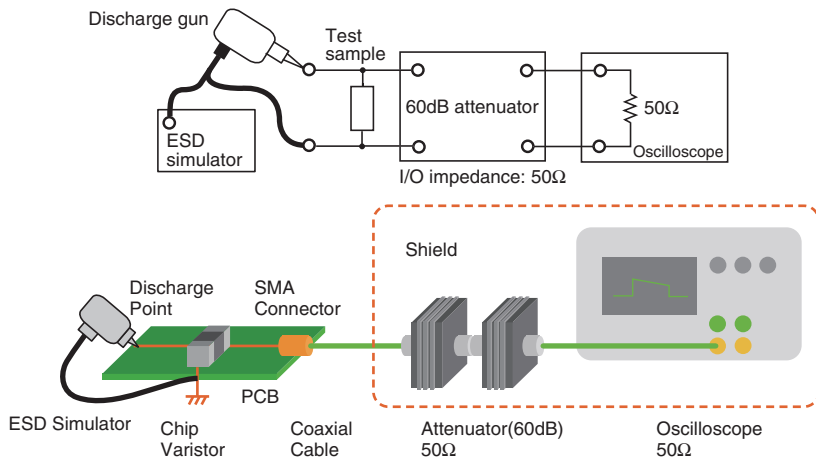 Discharge gun
Test
sample
ESD
simulator
60dB attenuator
50Ω
Oscilloscope
I/O impedance: 50Ω
Shield
Discharge
Point
SMA
Connector
PCB
ESD Simulator
Chip
Varistor
Coaxial
Cable
Attenuator(60dB)
50Ω
Oscilloscope
50Ω